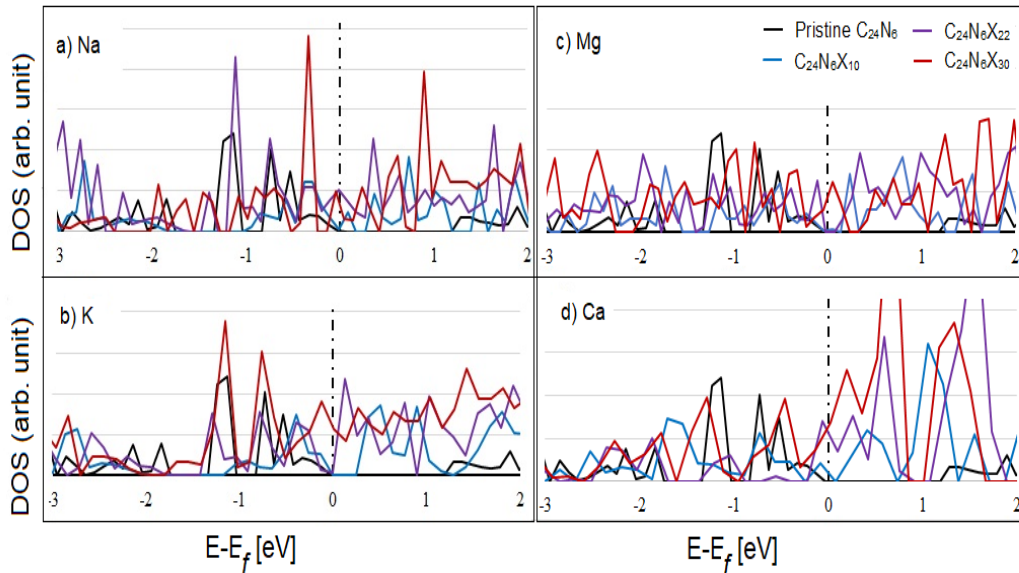 a) Na
c) Mg
Pristine C₂₄N₆
C₂₄N₆X₂₂
C₂₄N₆X₁₀
C₂₄N₆X₃₀
DOS (arb. unit)
3 -2 -1 0 1 2
-3 -2 -1 0 1 2
b) K
d) Ca
DOS (arb. unit)
-3 -2 -1 0 1 2
-3 -2 -1 0 1 2
E-E_f [eV]
E-E_f [eV]